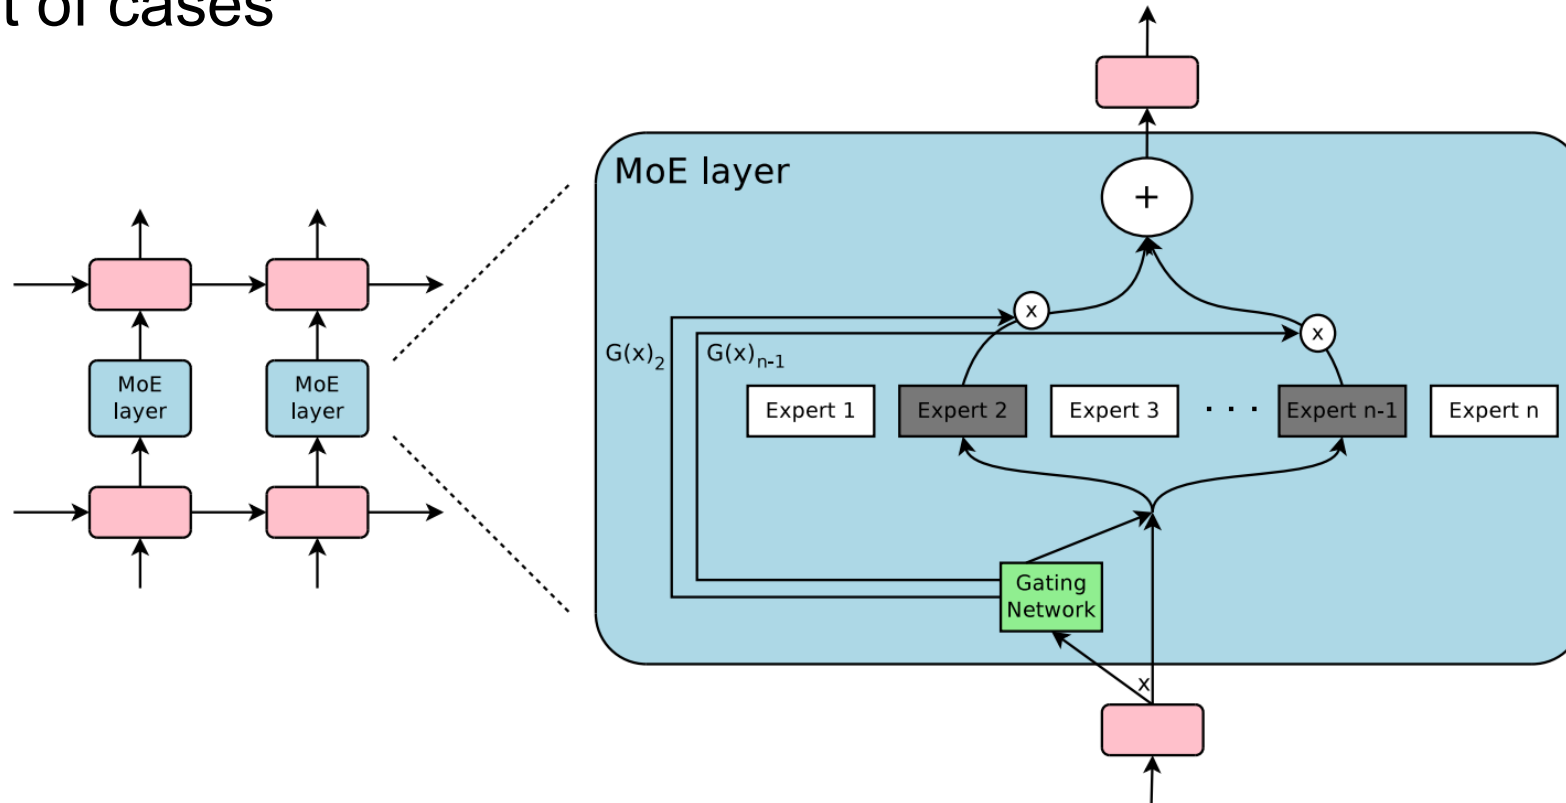 t of cases
MoE layer
+
x
x
G(x)2
G(x)n-1
MoE
layer
MoE
layer
Expert 1
Expert 2
Expert 3
. . .
Expert n-1
Expert n
Gating
Network
x